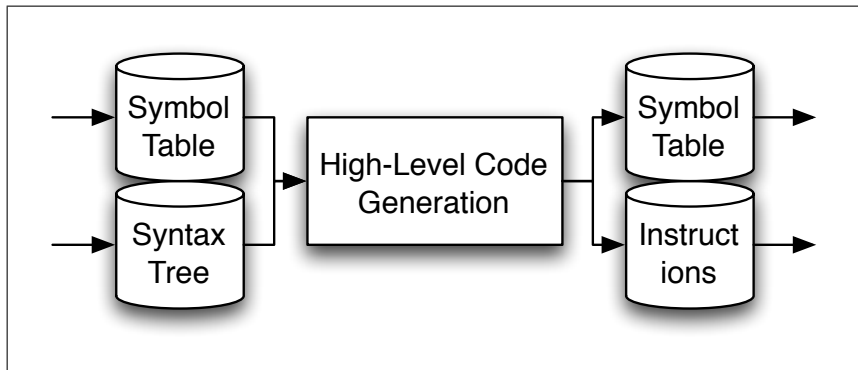 Symbol
Table
Syntax
Tree
High-Level Code
Generation
Symbol
Table
Instruct
ions